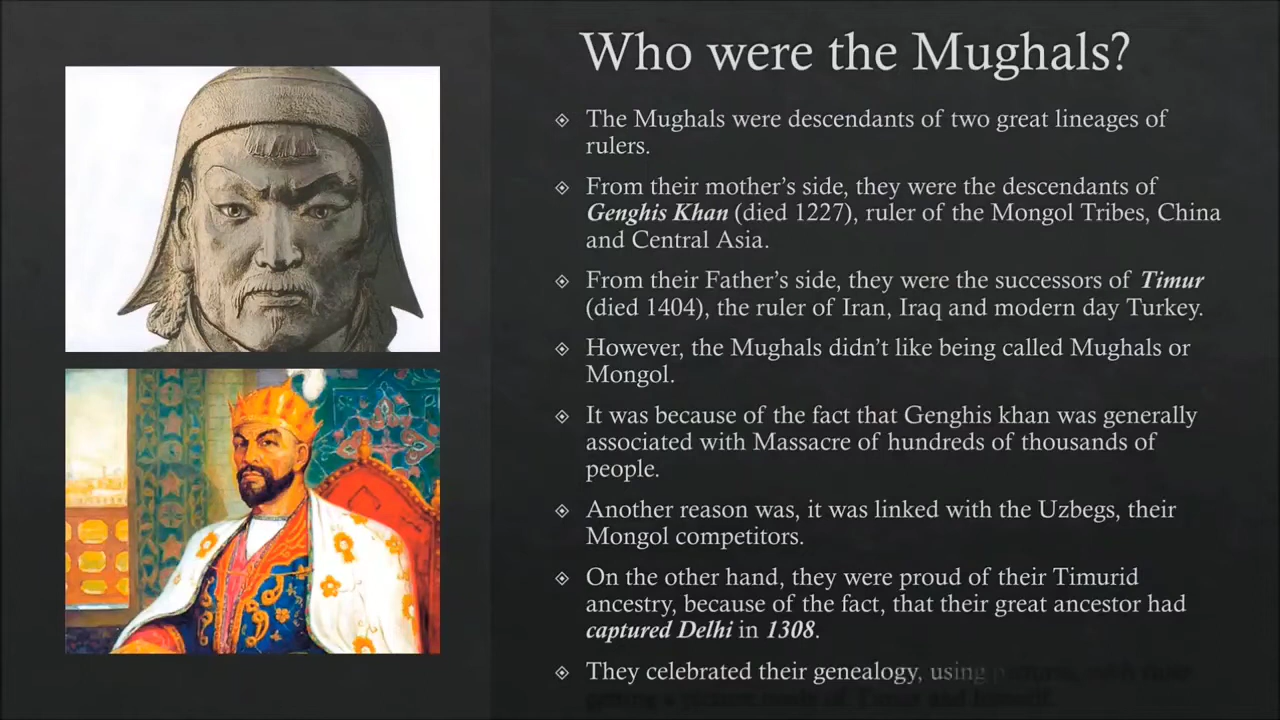 Who were the Mughals?
The Mughals were descendants of two great lineages of
rulers.
From their mother's side, they were the descendants of
Genghis Khan (died 1227), ruler of the Mongol Tribes, China
and Central Asia.
From their Father's side, they were the successors of Timur
(died 1404), the ruler of Iran, Iraq and modern day Turkey.
However, the Mughals didn't like being called Mughals or
Mongol.
It was because of the fact that Genghis khan was generally
associated with Massacre of hundreds of thousands of
people.
Another reason was, it was linked with the Uzbegs, their
Mongol competitors.
On the other hand, they were proud of their Timurid
ancestry, because of the fact, that their great ancestor had
captured Delhi in 1308.
They celebrated their genealogy, using